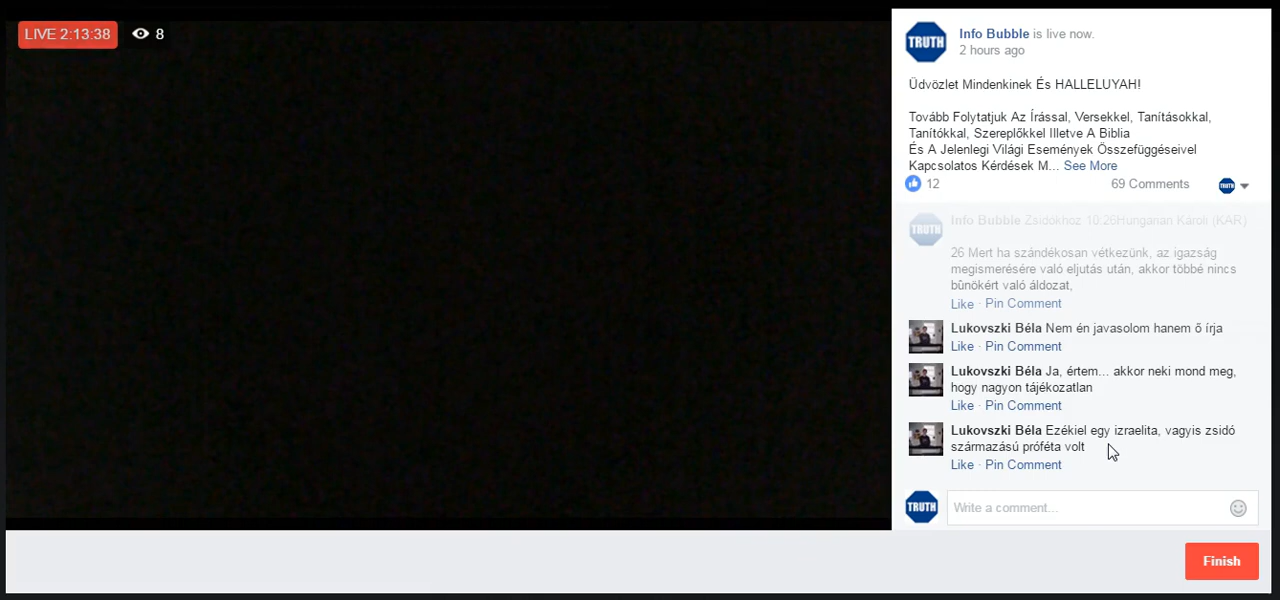 LIVE 2:13:38
8
TRUTH
Info Bubble is live now.
2 hours ago
Üdvözlet Mindenkinek És HALLELUYAH!
Tovább Folytatjuk Az Írással, Versekkel, Tanításokkal,
Tanítókkal, Szereplőkkel Illetve A Biblia
És A Jelenlegi Világi Események Összefüggéseivel
Kapcsolatos Kérdések M... See More
12
69 Comments
TRUTH
TRUTH
Info Bubble Zsidokhoz 10:26Hungarian Karoli (KAR)
26 Mert ha szándékosan vétkezünk, az igazság
megismerésére való eljutás után, akkor többé nincs
bűnökért való áldozat,
Like · Pin Comment
Lukovszki Béla Nem én javasolom hanem ő írja
Like · Pin Comment
Lukovszki Béla Ja, értem... akkor neki mond meg,
hogy nagyon tájékozatlan
Like · Pin Comment
Lukovszki Béla Ezékiel egy izraelita, vagyis zsidó
származású próféta volt
Like · Pin Comment
TRUTH
Write a comment...
Finish